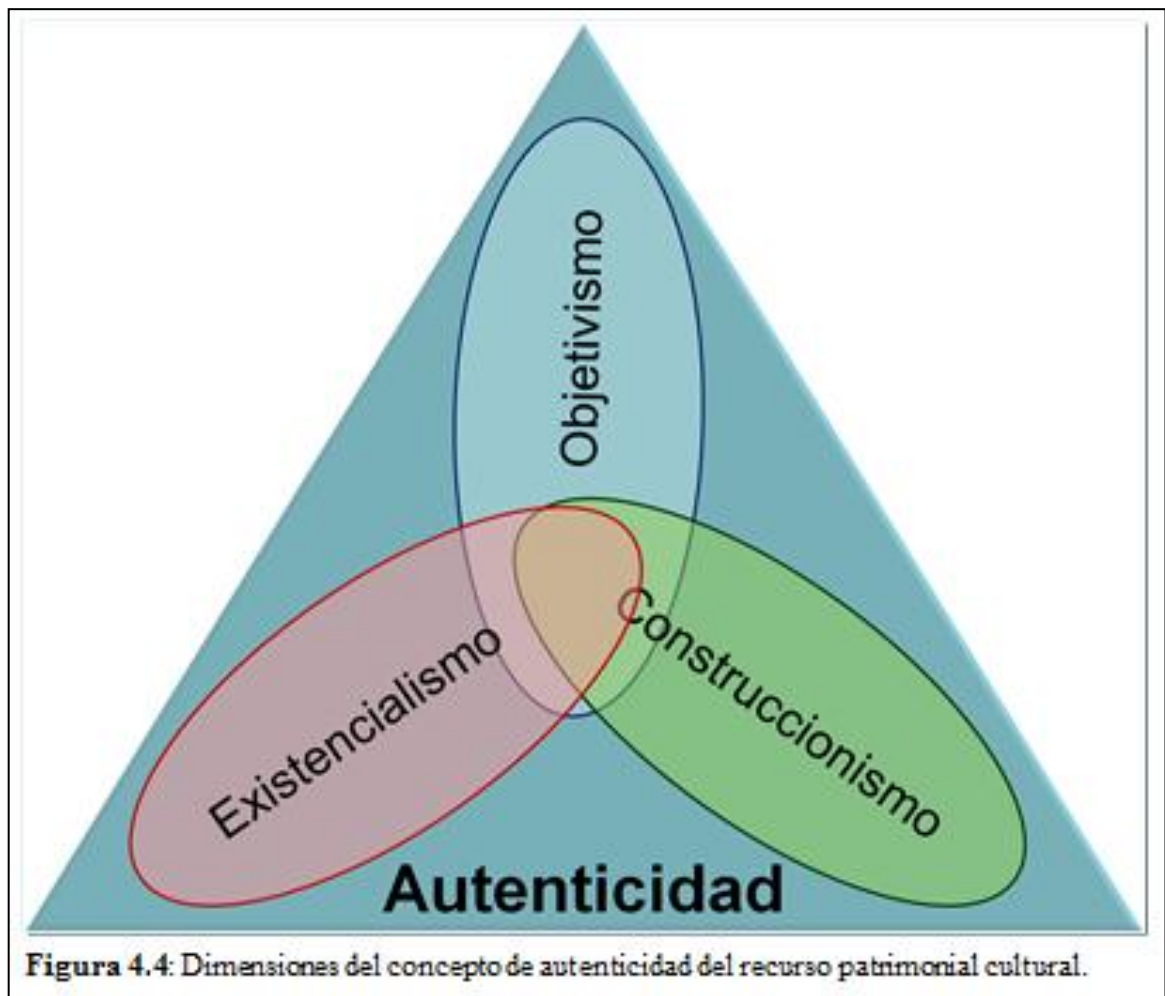 Objetivismo
Existencialismo
Construccionismo
Autenticidad
Figura 4.4: Dimensiones del concepto de autenticidad del recurso patrimonial cultural.